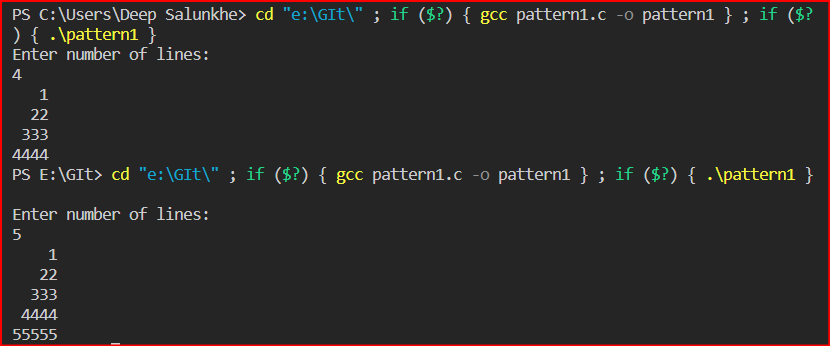 PS C:\Users\Deep Salunkhe> cd "e:\GIt\" ; if ($?) { gcc pattern1.c -o pattern1 } ; if ($?
) { .\pattern1 }
Enter number of lines:
4
   1
  22
 333
4444
PS E:\GIt> cd "e:\GIt\" ; if ($?) { gcc pattern1.c -o pattern1 } ; if ($?) { .\pattern1 }
Enter number of lines:
5
    1
   22
  333
 4444
55555